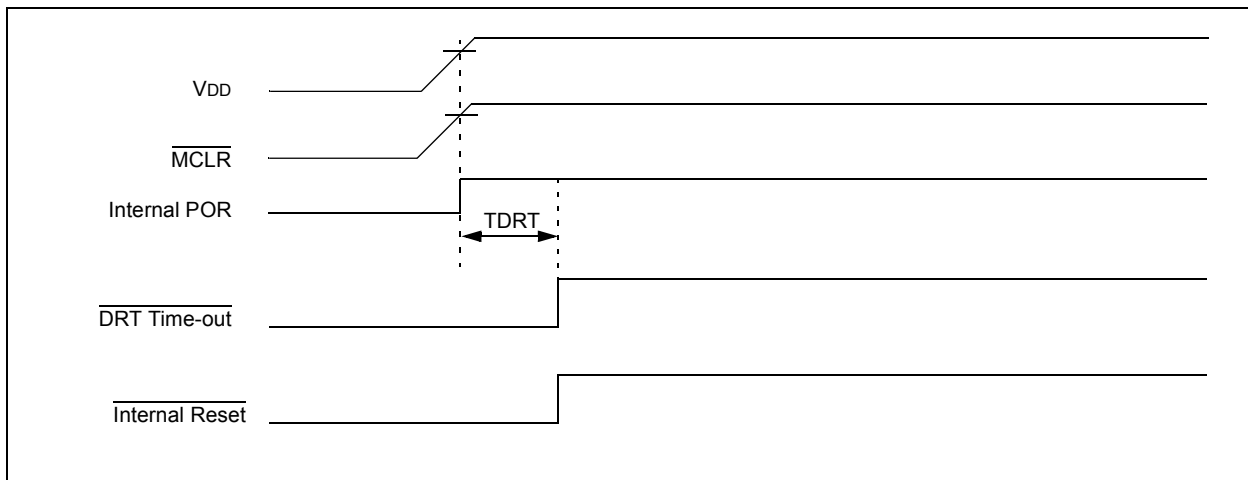 VDD
MCLR
Internal POR
TDRT
DRT Time-out
Internal Reset